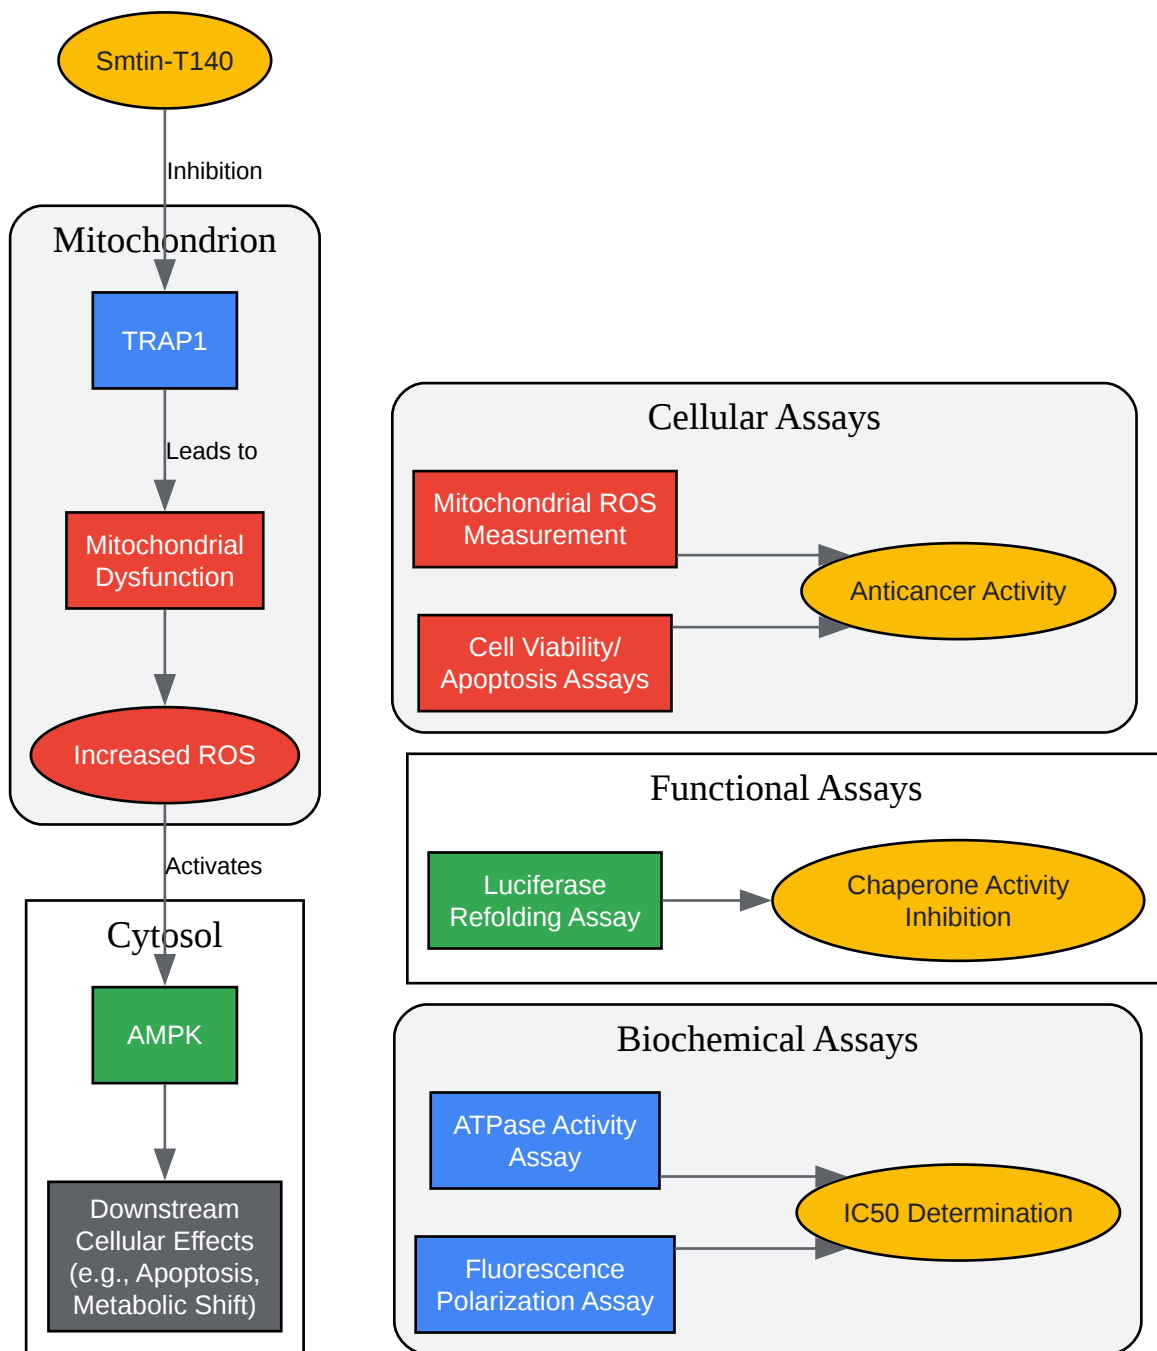 Smtin-T140
Inhibition
Mitochondrion
TRAP1
Leads to
Mitochondrial
Dysfunction
Increased ROS
Activates
Cytosol
AMPK
Downstream
Cellular Effects
(e.g., Apoptosis,
Metabolic Shift)
Cellular Assays
Mitochondrial ROS
Measurement
Cell Viability/
Apoptosis Assays
Anticancer Activity
Functional Assays
Luciferase
Refolding Assay
Chaperone Activity
Inhibition
Biochemical Assays
ATPase Activity
Assay
Fluorescence
Polarization Assay
IC50 Determination